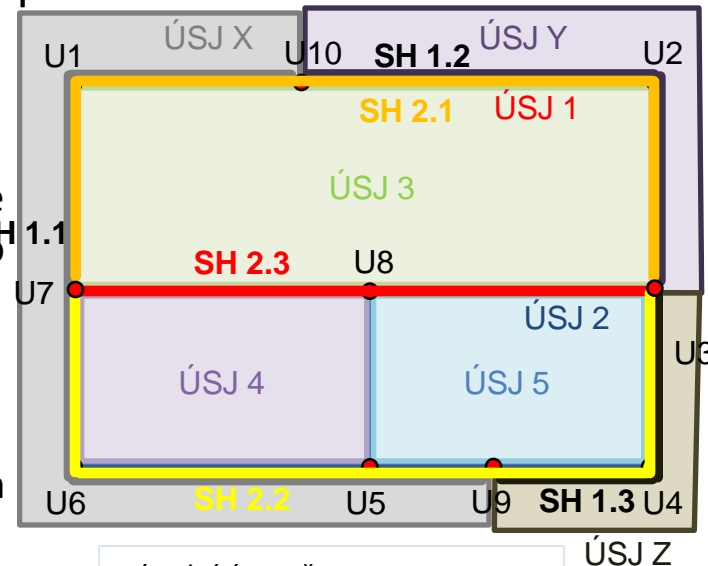 ÚSJ X
ÚSJ Y
U1
U10
SH 1.2
U2
SH 2.1
ÚSJ 1
ÚSJ 3
H 1.1
SH 2.3
U8
U7
ÚSJ 2
U3
ÚSJ 4
ÚSJ 5
U6
SH 2.2
U5
U9
SH 1.3
U4
ÚSJ Z